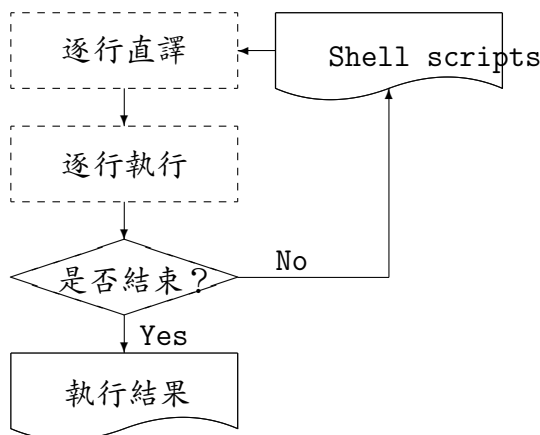 逐行直譯
Shell scripts
逐行執行
是否結束？
No
Yes
執行結果